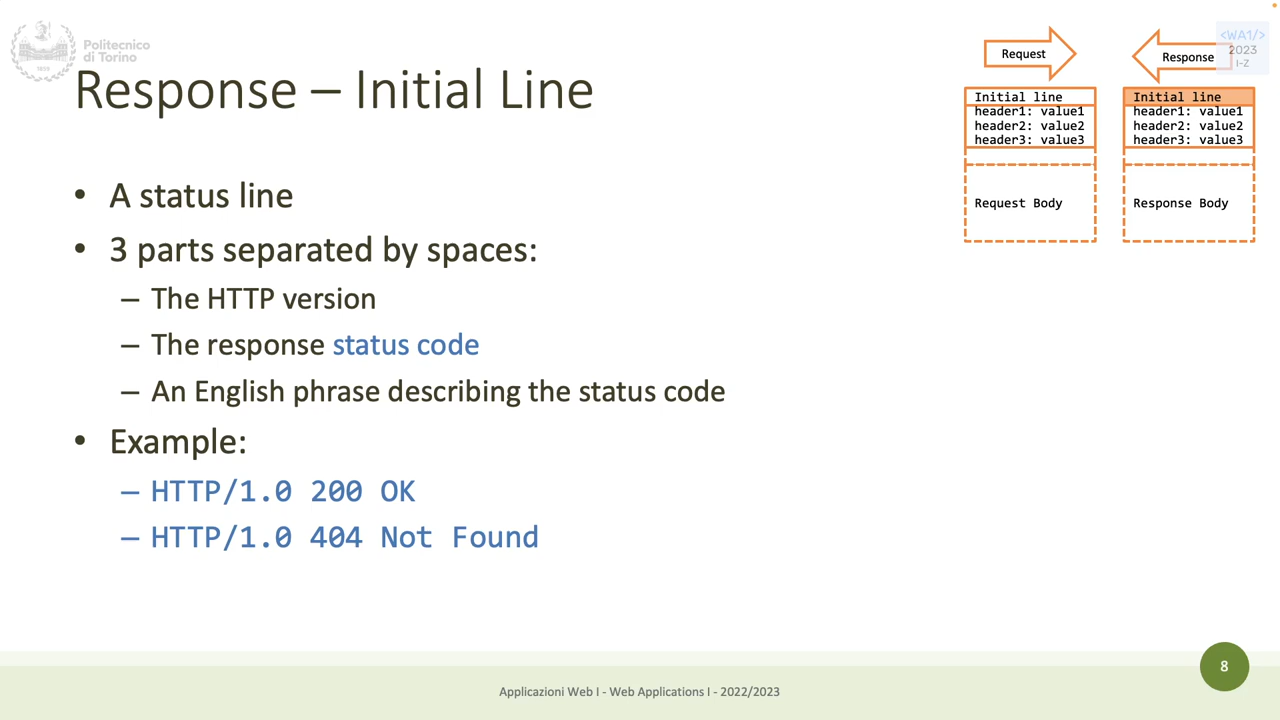 Politecnico
di Torino
Response – Initial Line
• A status line
• 3 parts separated by spaces:
– The HTTP version
– The response status code
– An English phrase describing the status code
• Example:
– HTTP/1.0 200 OK
– HTTP/1.0 404 Not Found
Request
Initial line
header1: value1
header2: value2
header3: value3
Request Body
Response
Initial line
header1: value1
header2: value2
header3: value3
Response Body
<WA1/>
2023
I-Z
Applicazioni Web I - Web Applications I - 2022/2023
8